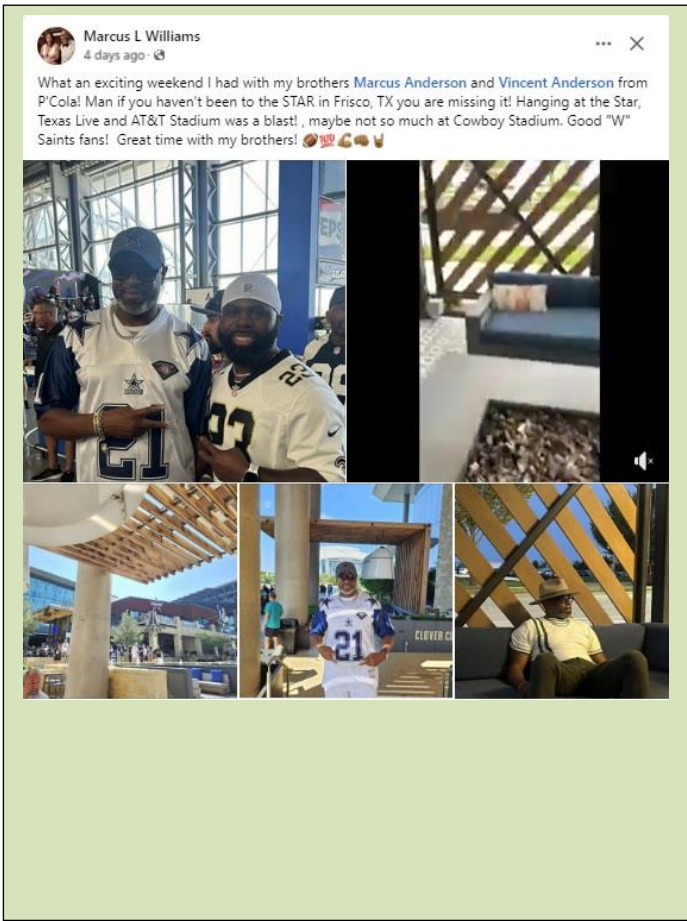 Marcus L Williams
4 days ago ·
What an exciting weekend I had with my brothers Marcus Anderson and Vincent Anderson from
P'Cola! Man if you haven't been to the STAR in Frisco, TX you are missing it! Hanging at the Star,
Texas Live and AT&T Stadium was a blast! , maybe not so much at Cowboy Stadium. Good "W"
Saints fans!  Great time with my brothers! 🏈💯💪🏾👊🏾🤘🏾
EPS
21
23
23
21
CLOVER C